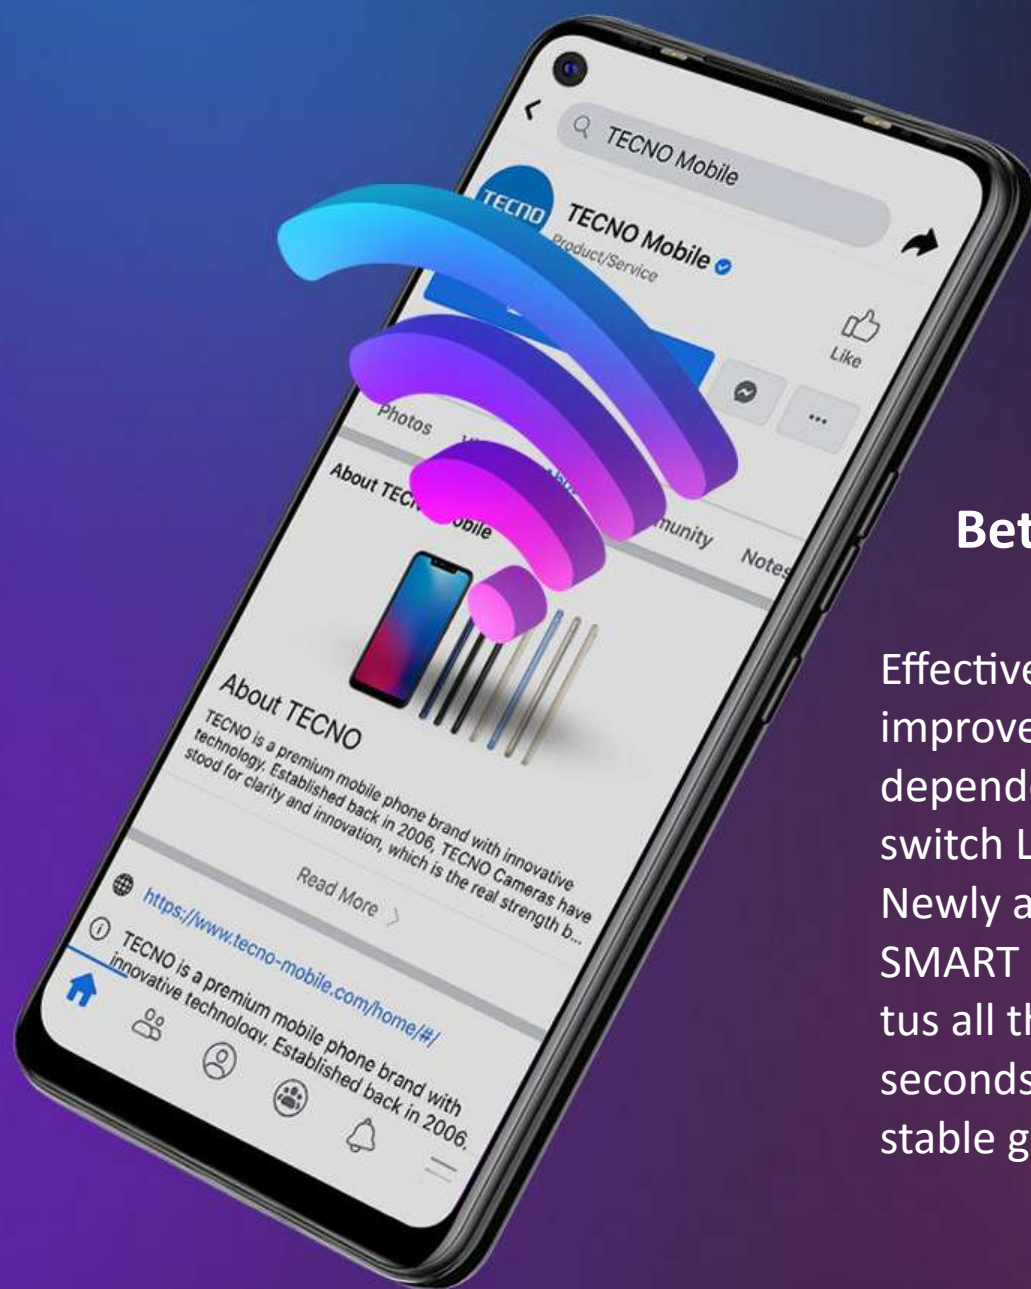 TECNO Mobile
TECNO
TECNO Mobile
Product/Service
Like
Photos
munity
Notes
About TECNO
TECNO is a premium mobile phone brand with innovative
technology. Established back in 2006, TECNO Cameras have
stood for clarity and innovation, which is the real strength b...
Read More
https://www.tecno-mobile.com/home/#/
TECNO is a premium mobile phone brand with
innovative technology. Established back in 2006,
Bet
Effective
improve
depende
switch L
Newly a
SMART
tus all th
seconds
stable g